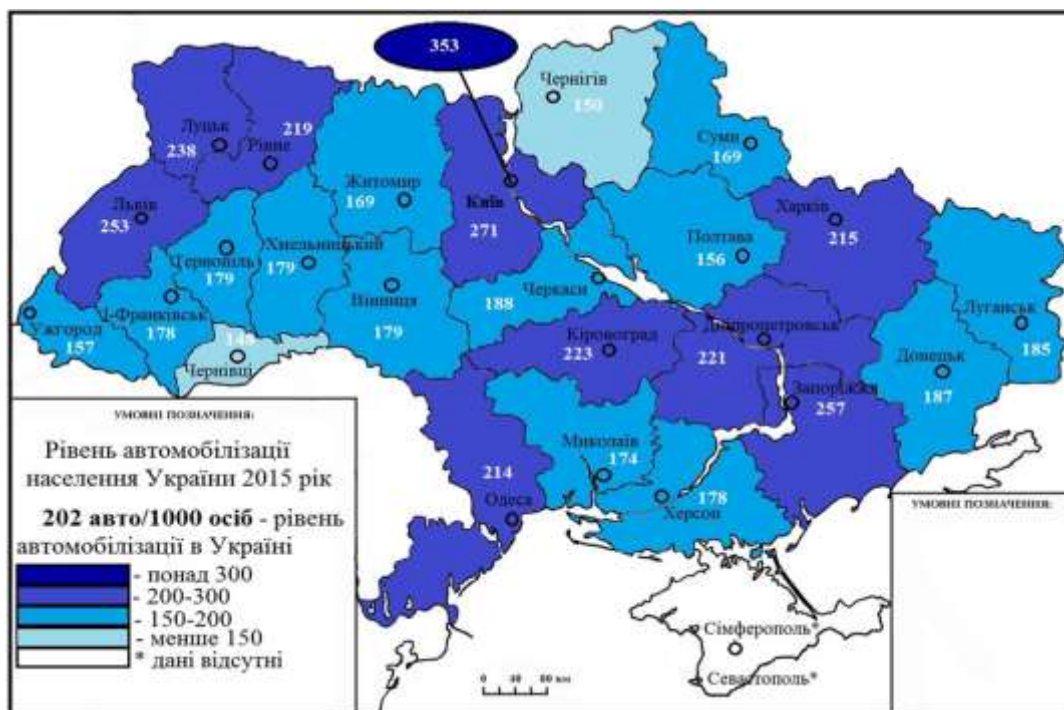 353
Чернігів
150
Луцьк
238
219
Рівне
Суми
169
Житомир
169
Київ
271
Львів
253
Харків
215
Тернопіль
179
Хмельницький
179
Полтава
156
Вінниця
179
Черкаси
188
І-Франківськ
178
Ужгород
157
Чернівці
Кіровоград
223
Дніпропетровськ
221
Луганськ
185
Донецьк
187
Запоріжжя
257
Миколаїв
174
178
Херсон
214
Одеса
Сімферополь*
Севастополь*
0 40 80 км
УМОВНІ ПОЗНАЧЕННЯ:
Рівень автомобілізації
населення України 2015 рік
202 авто/1000 осіб - рівень
автомобілізації в Україні
- понад 300
- 200-300
- 150-200
- менше 150
* дані відсутні
УМОВНІ ПОЗНАЧЕННЯ: